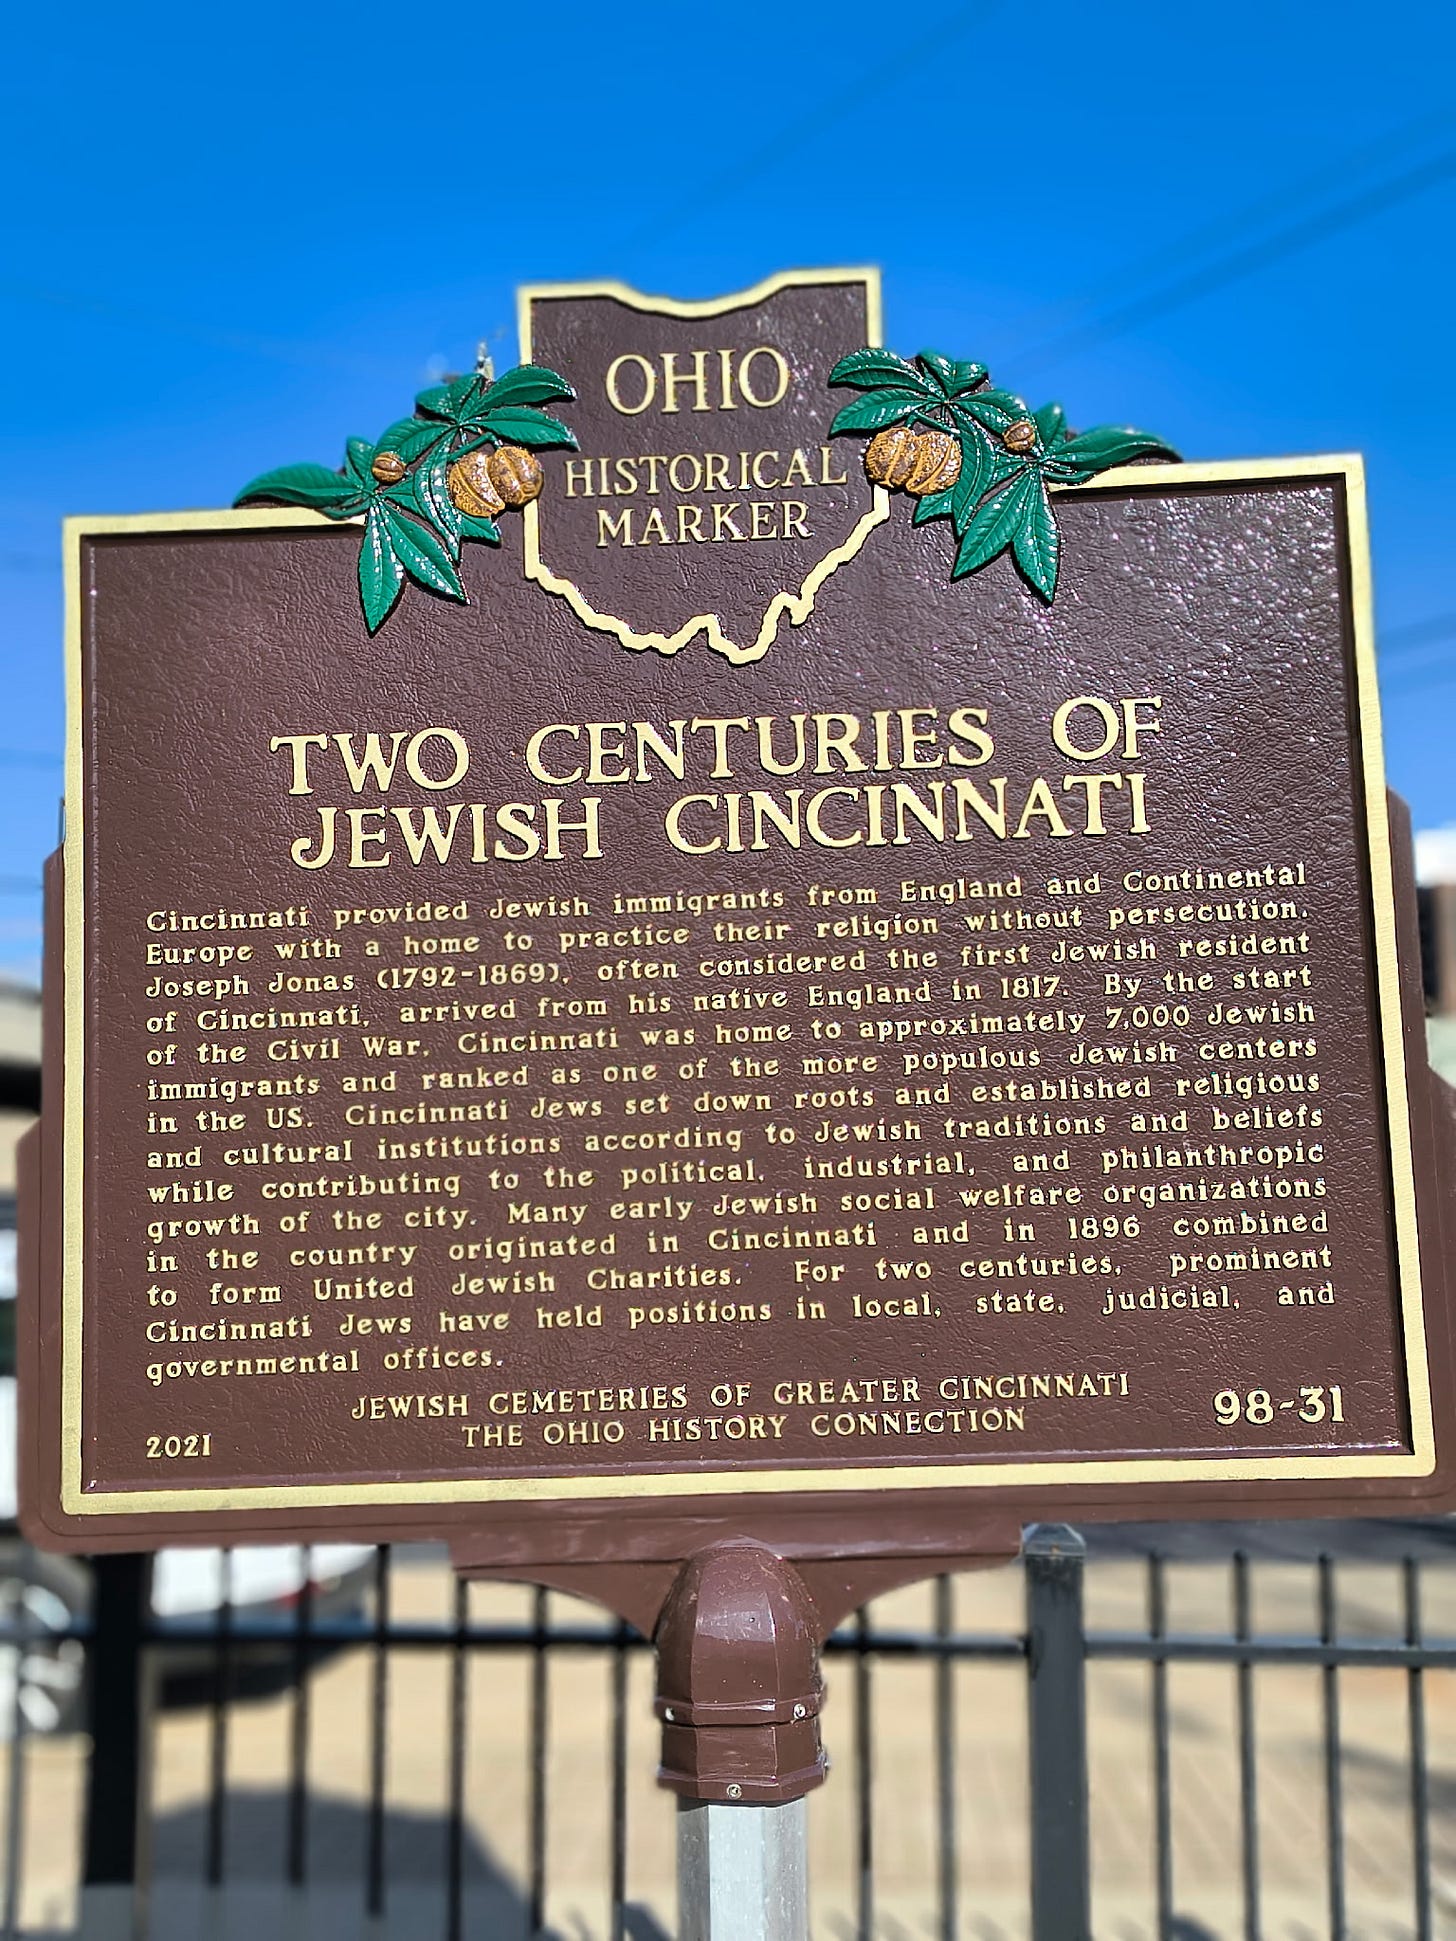 OHIO
HISTORICAL
MARKER
TWO CENTURIES OF
JEWISH CINCINNATI
Cincinnati provided Jewish immigrants from England and Continental
Europe with a home to practice their religion without persecution.
Joseph Jonas (1792-1869), often considered the first Jewish resident
of Cincinnati, arrived from his native England in 1817. By the start
of the Civil War, Cincinnati was home to approximately 7,000 Jewish
immigrants and ranked as one of the more populous Jewish centers
in the US. Cincinnati Jews set down roots and established religious
and cultural institutions according to Jewish traditions and beliefs
while contributing to the political, industrial, and philanthropic
growth of the city. Many early Jewish social welfare organizations
in the country originated in Cincinnati and in 1896 combined
to form United Jewish Charities. For two centuries, prominent
Cincinnati Jews have held positions in local, state, judicial, and
governmental offices.
JEWISH CEMETERIES OF GREATER CINCINNATI
THE OHIO HISTORY CONNECTION
2021
98-31